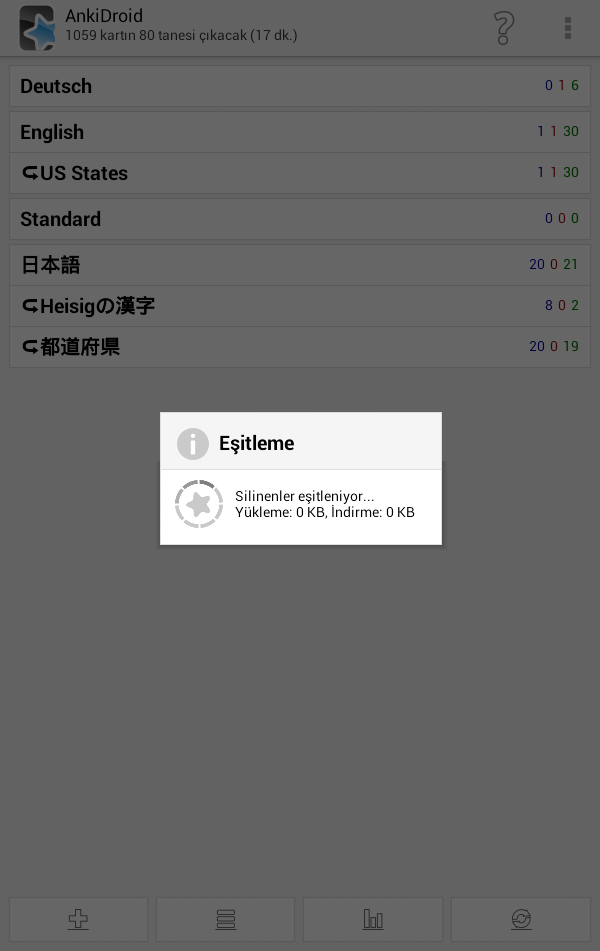 AnkiDroid
1059 kartın 80 tanesi çıkacak (17 dk.)
Deutsch 0 1 6
English 1 1 30
US States 1 1 30
Standard 0 0 0
日本語 20 0 21
Heisigの漢字 8 0 2
都道府県 20 0 19
Eşitleme
Silinenler eşitleniyor...
Yükleme: 0 KB, İndirme: 0 KB